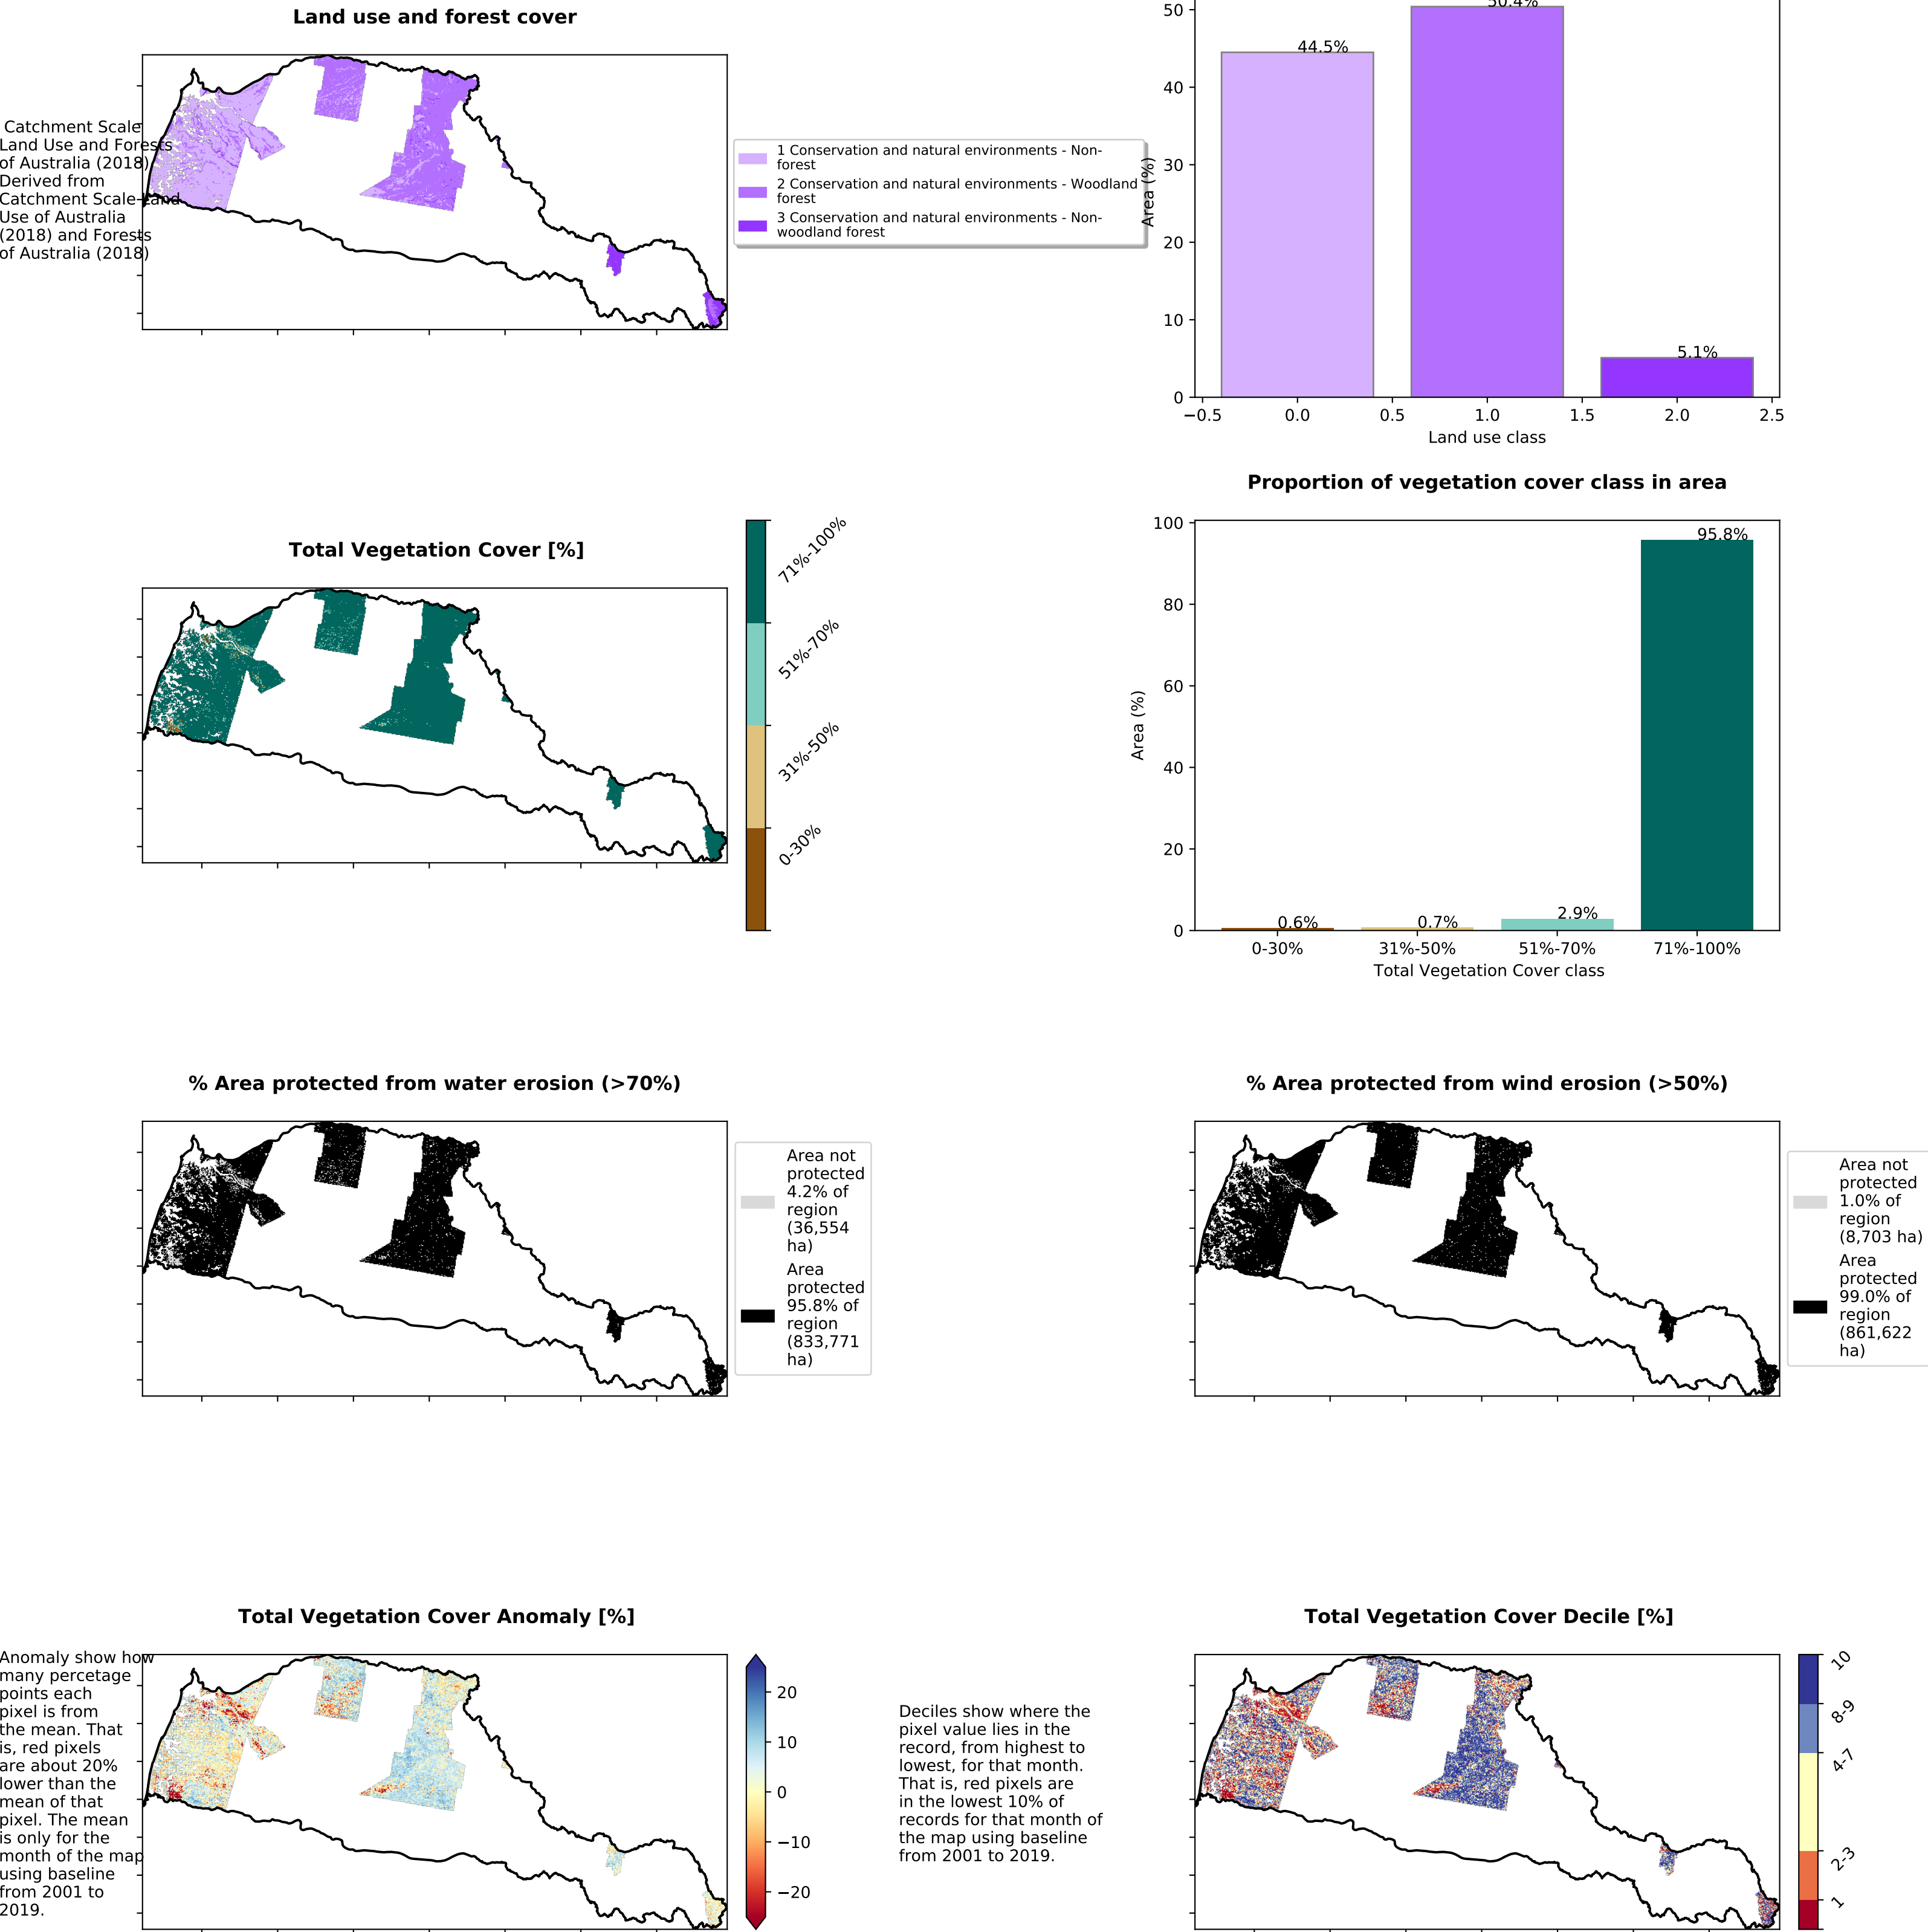 Land use and forest cover
Catchment Scale
Land Use and Forests
of Australia (2018)
Derived from
Catchment Scale Land
Use of Australia
(2018) and Forests
of Australia (2018)
1 Conservation and natural environments - Non-
forest
2 Conservation and natural environments - Woodland
forest
3 Conservation and natural environments - Non-
woodland forest
Area (%)
50
40
30
20
10
0
44.5%
50.4%
5.1%
−0.5 0.0 0.5 1.0 1.5 2.0 2.5
Land use class
Total Vegetation Cover [%]
71%-100%
51%-70%
31%-50%
0-30%
Proportion of vegetation cover class in area
Area (%)
100
80
60
40
20
0
0.6%
0.7%
2.9%
95.8%
0-30% 31%-50% 51%-70% 71%-100%
Total Vegetation Cover class
% Area protected from water erosion (>70%)
Area not
protected
4.2% of
region
(36,554
ha)
Area
protected
95.8% of
region
(833,771
ha)
% Area protected from wind erosion (>50%)
Area not
protected
1.0% of
region
(8,703 ha)
Area
protected
99.0% of
region
(861,622
ha)
Total Vegetation Cover Anomaly [%]
Anomaly show how
many percetage
points each
pixel is from
the mean. That
is, red pixels
are about 20%
lower than the
mean of that
pixel. The mean
is only for the
month of the map
using baseline
from 2001 to
2019.
20
10
0
−10
−20
Total Vegetation Cover Decile [%]
Deciles show where the
pixel value lies in the
record, from highest to
lowest, for that month.
That is, red pixels are
in the lowest 10% of
records for that month of
the map using baseline
from 2001 to 2019.
10
8-9
4-7
2-3
1